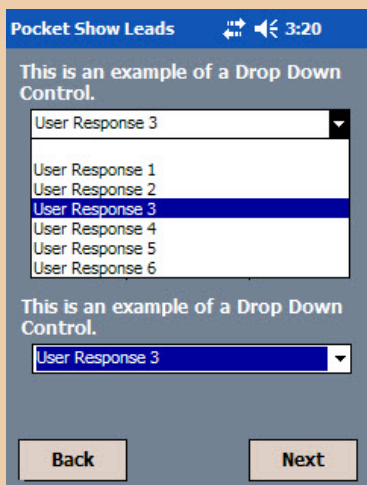 Pocket Show Leads 3:20
This is an example of a Drop Down
Control.
User Response 3
User Response 1
User Response 2
User Response 3
User Response 4
User Response 5
User Response 6
This is an example of a Drop Down
Control.
User Response 3
Back Next